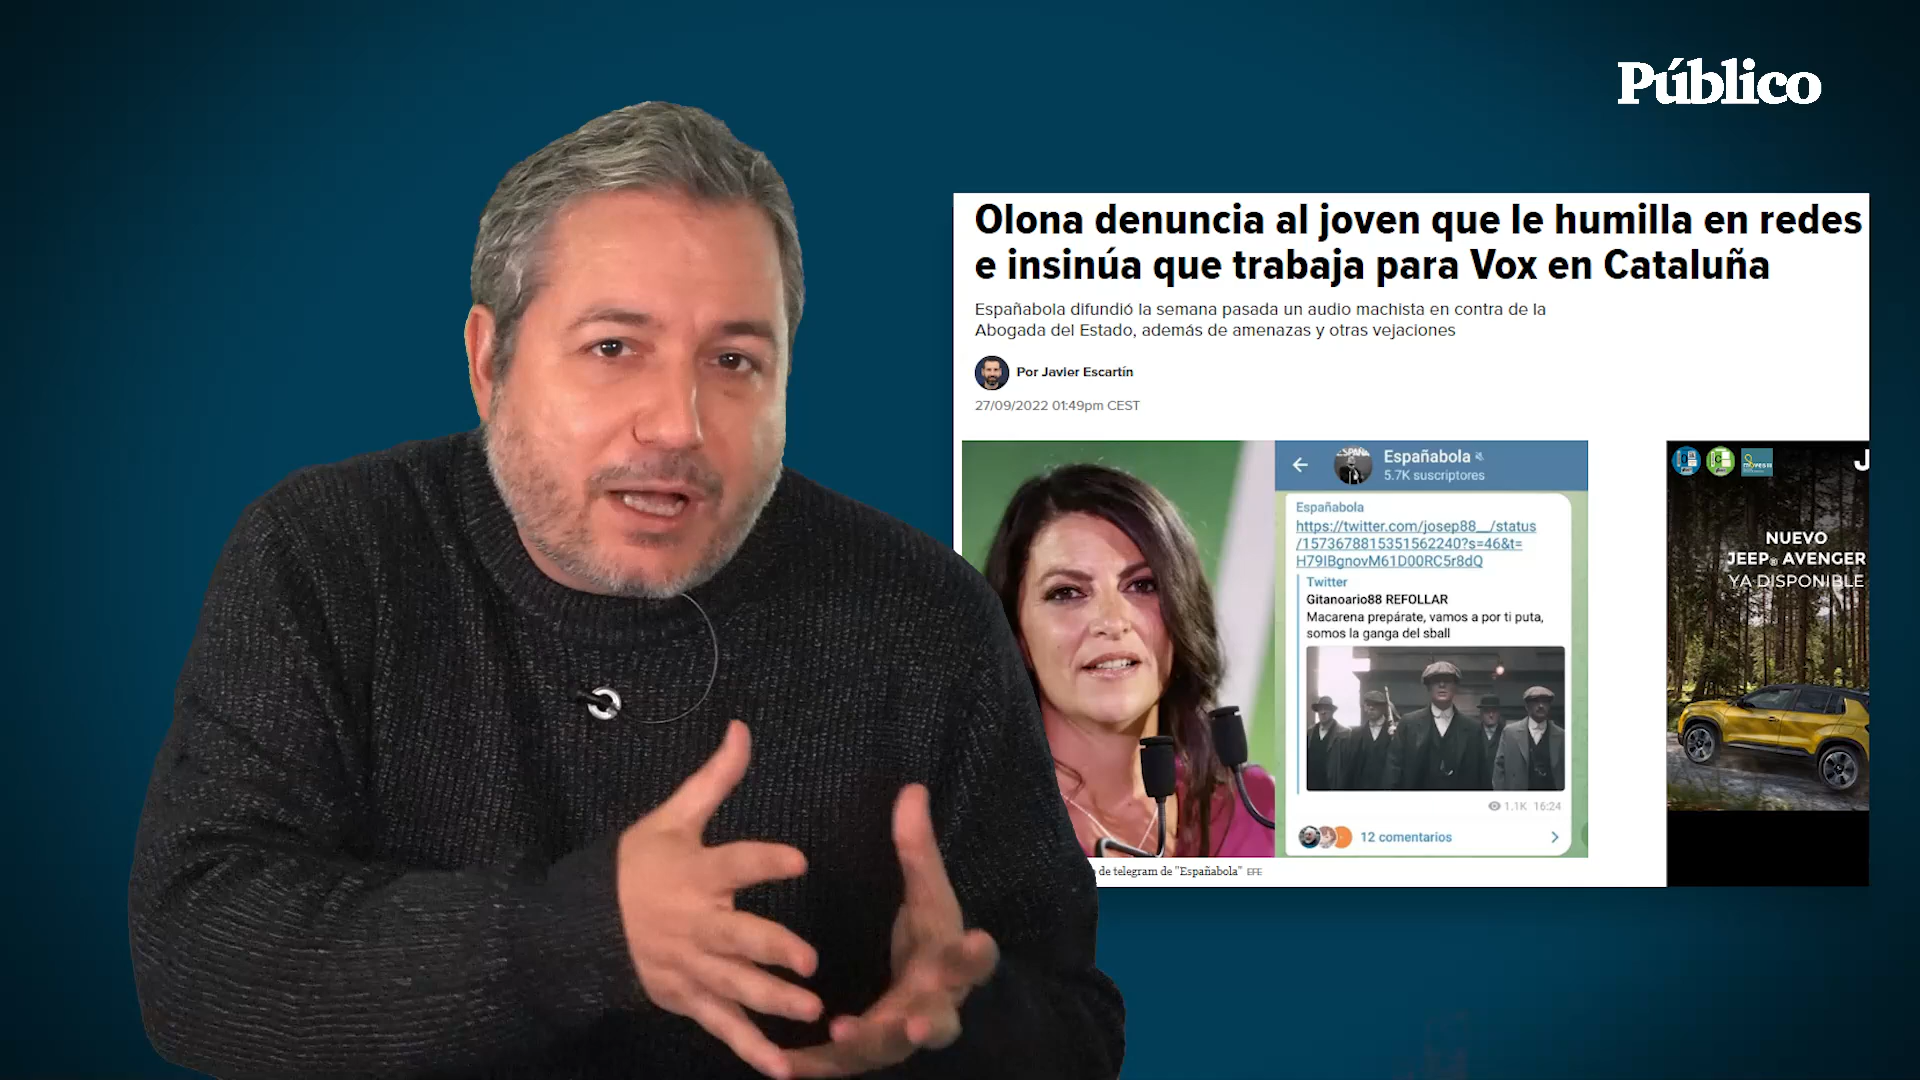 Público
Olona denuncia al joven que le humilla en redes
e insinúa que trabaja para Vox en Cataluña
Españabola difundió la semana pasada un audio machista en contra de la
Abogada del Estado, además de amenazas y otras vejaciones
Por Javier Escartín
27/09/2022 01:49pm CEST
Españabola
5.7K suscriptores
Españabola
https://twitter.com/josep88__/status
/1573678815351562240?s=46&t=
H79IBgnovM61D00RC5r8dQ
Twitter
Gitanoario88 REFOLLAR
Macarena prepárate, vamos a por ti puta,
somos la ganga del sball
1.1K 16:24
12 comentarios
de telegram de "Españabola" EFE
J
NUEVO
JEEP® AVENGER
YA DISPONIBLE